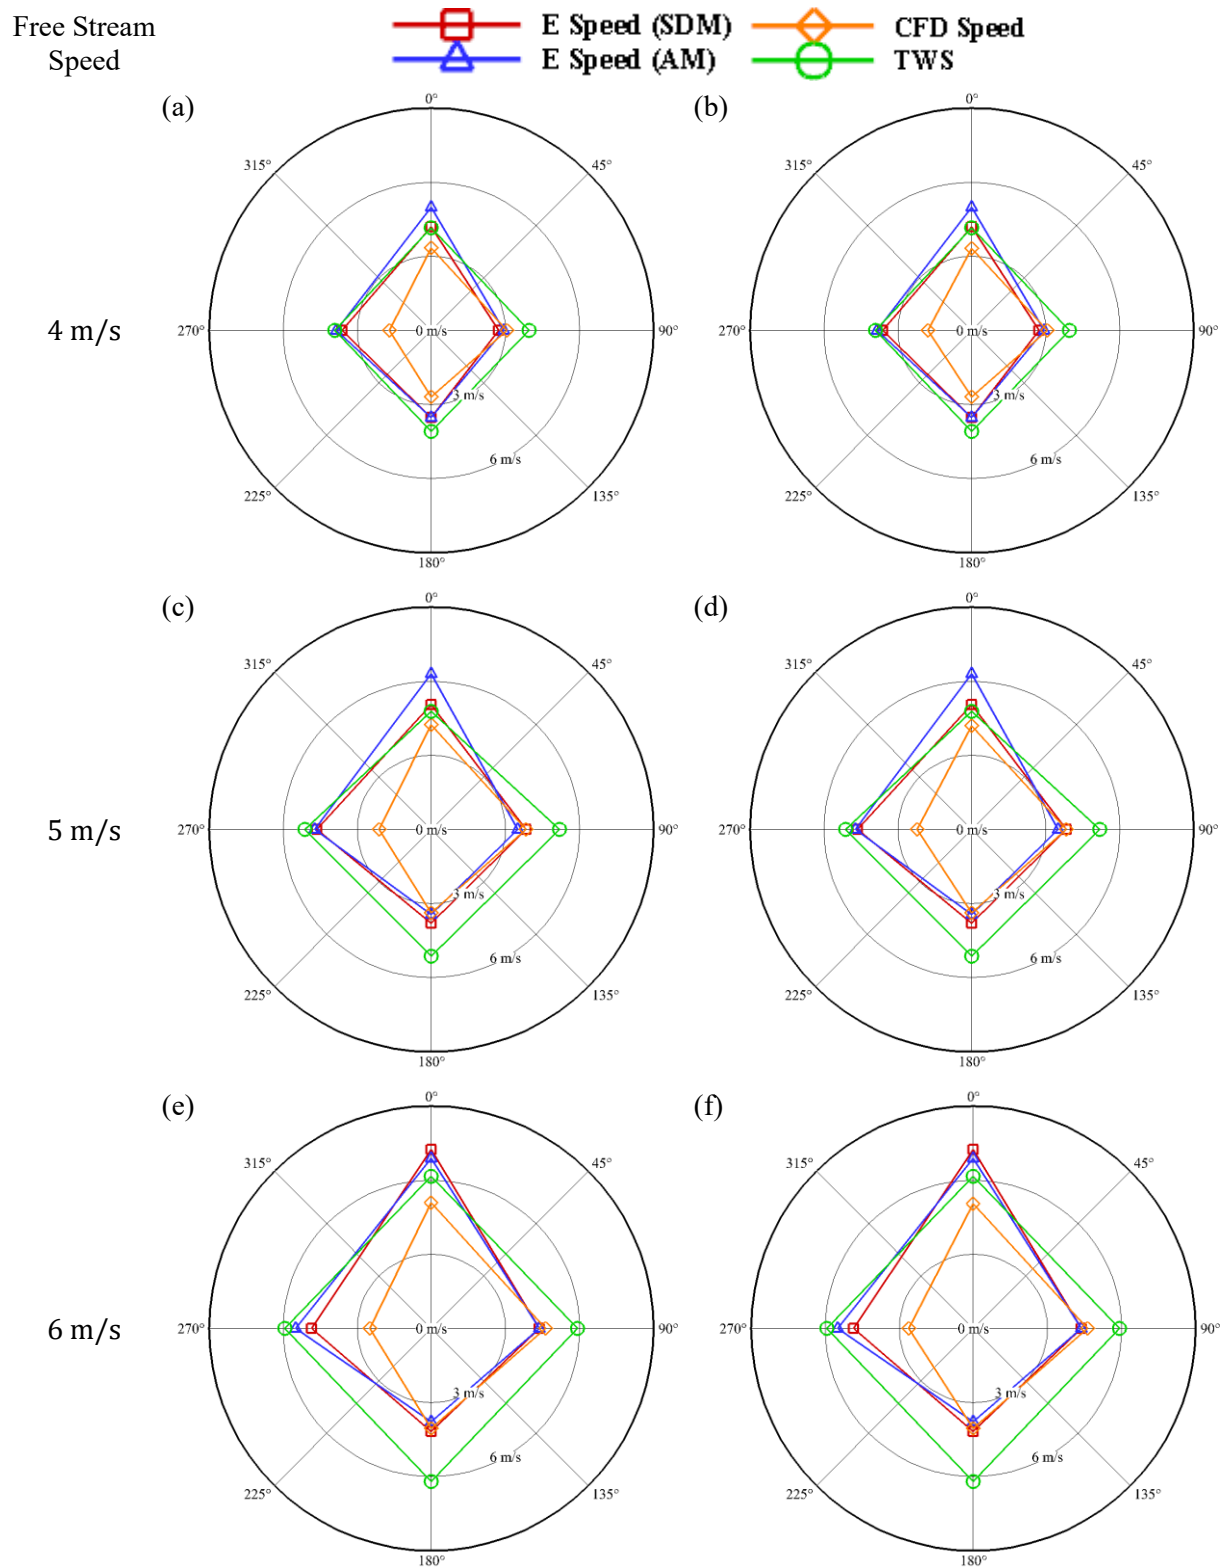 Free Stream
Speed
E Speed (SDM)
CFD Speed
E Speed (AM)
TWS
(a)
(b)
0°
0°
315°
45°
315°
45°
4 m/s
270°
0 m/s
90°
270°
0 m/s
90°
3 m/s
3 m/s
6 m/s
6 m/s
225°
135°
225°
135°
180°
180°
(c)
(d)
0°
0°
315°
45°
315°
45°
5 m/s
270°
0 m/s
90°
270°
0 m/s
90°
3 m/s
3 m/s
6 m/s
6 m/s
225°
135°
225°
135°
180°
180°
(e)
(f)
0°
0°
315°
45°
315°
45°
6 m/s
270°
0 m/s
90°
270°
0 m/s
90°
3 m/s
3 m/s
6 m/s
6 m/s
225°
135°
225°
135°
180°
180°